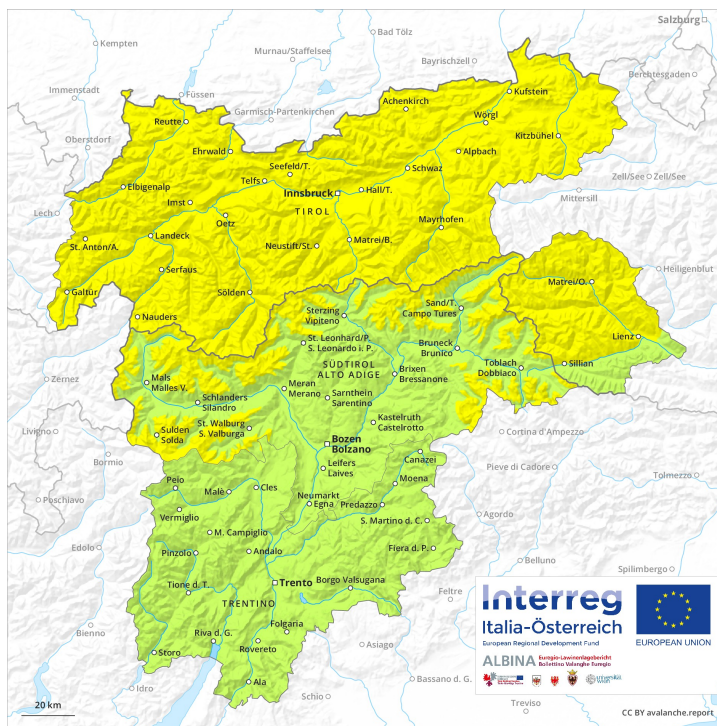 Salzburg
Bad Tölz
Kempten
Murnau/Staffelsee
Bayrischzell
Berchtesgaden
Immenstadt
Füssen
Garmisch-Partenkirchen
Achenkirch
Kufstein
Reutte
Wörgl
Oberstdorf
Ehrwald
Seefeld/T.
Kitzbühel
Alpbach
Telfs
Schwaz
Zell/See
Zell/See
Elbigenalp
Innsbruck
Hall/T.
Mittersill
Lech
Imst
TIROL
Oetz
Mayrhofen
St. Anton/A.
Landeck
Neustift/St.
Matrei/B.
Serfaus
Heiligenblut
Galtür
Sölden
Matrei/O.
Nauders
Sand/T.
Campo Tures
Sterzing
Vipiteno
St. Leonhard/P.
S. Leonardo i. P.
Bruneck
Brunico
Lienz
Toblach
Dobbiaco
Sillian
SÜDTIROL
ALTO ADIGE
Brixen
Bressanone
Mals
Malles V.
Meran
Merano
Zernez
Schlanders
Silandro
Sarnthein
Sarentino
St. Walburg
S. Valburga
Kastelruth
Castelrotto
Sulden
Solda
Livigno
Cortina d'Ampezzo
Bozen
Bolzano
Bormio
Canazei
Pieve di Cadore
Leifers
Laives
Tolmezzo
Peio
Moena
Poschiavo
Malè
Cles
Neumarkt
Egna
Predazzo
Vermiglio
Agordo
S. Martino d. C.
M. Campiglio
Edolo
Pinzolo
Andalo
Fiera d. P.
Belluno
Spilimbergo
Trento
Tione d. T.
Borgo Valsugana
Feltre
TRENTINO
Folgaria
Bienno
Riva d. G.
Rovereto
Asiago
Storo
Bassano d. G.
Idro
Ala
Schio
Treviso
Interreg
Italia-Österreich
European Regional Development Fund
EUROPEAN UNION
ALBINA
Euregio-Lawinenlagebericht
Bollettino Valanghe Euregio
universität
wien
20 km
CC BY avalanche.report